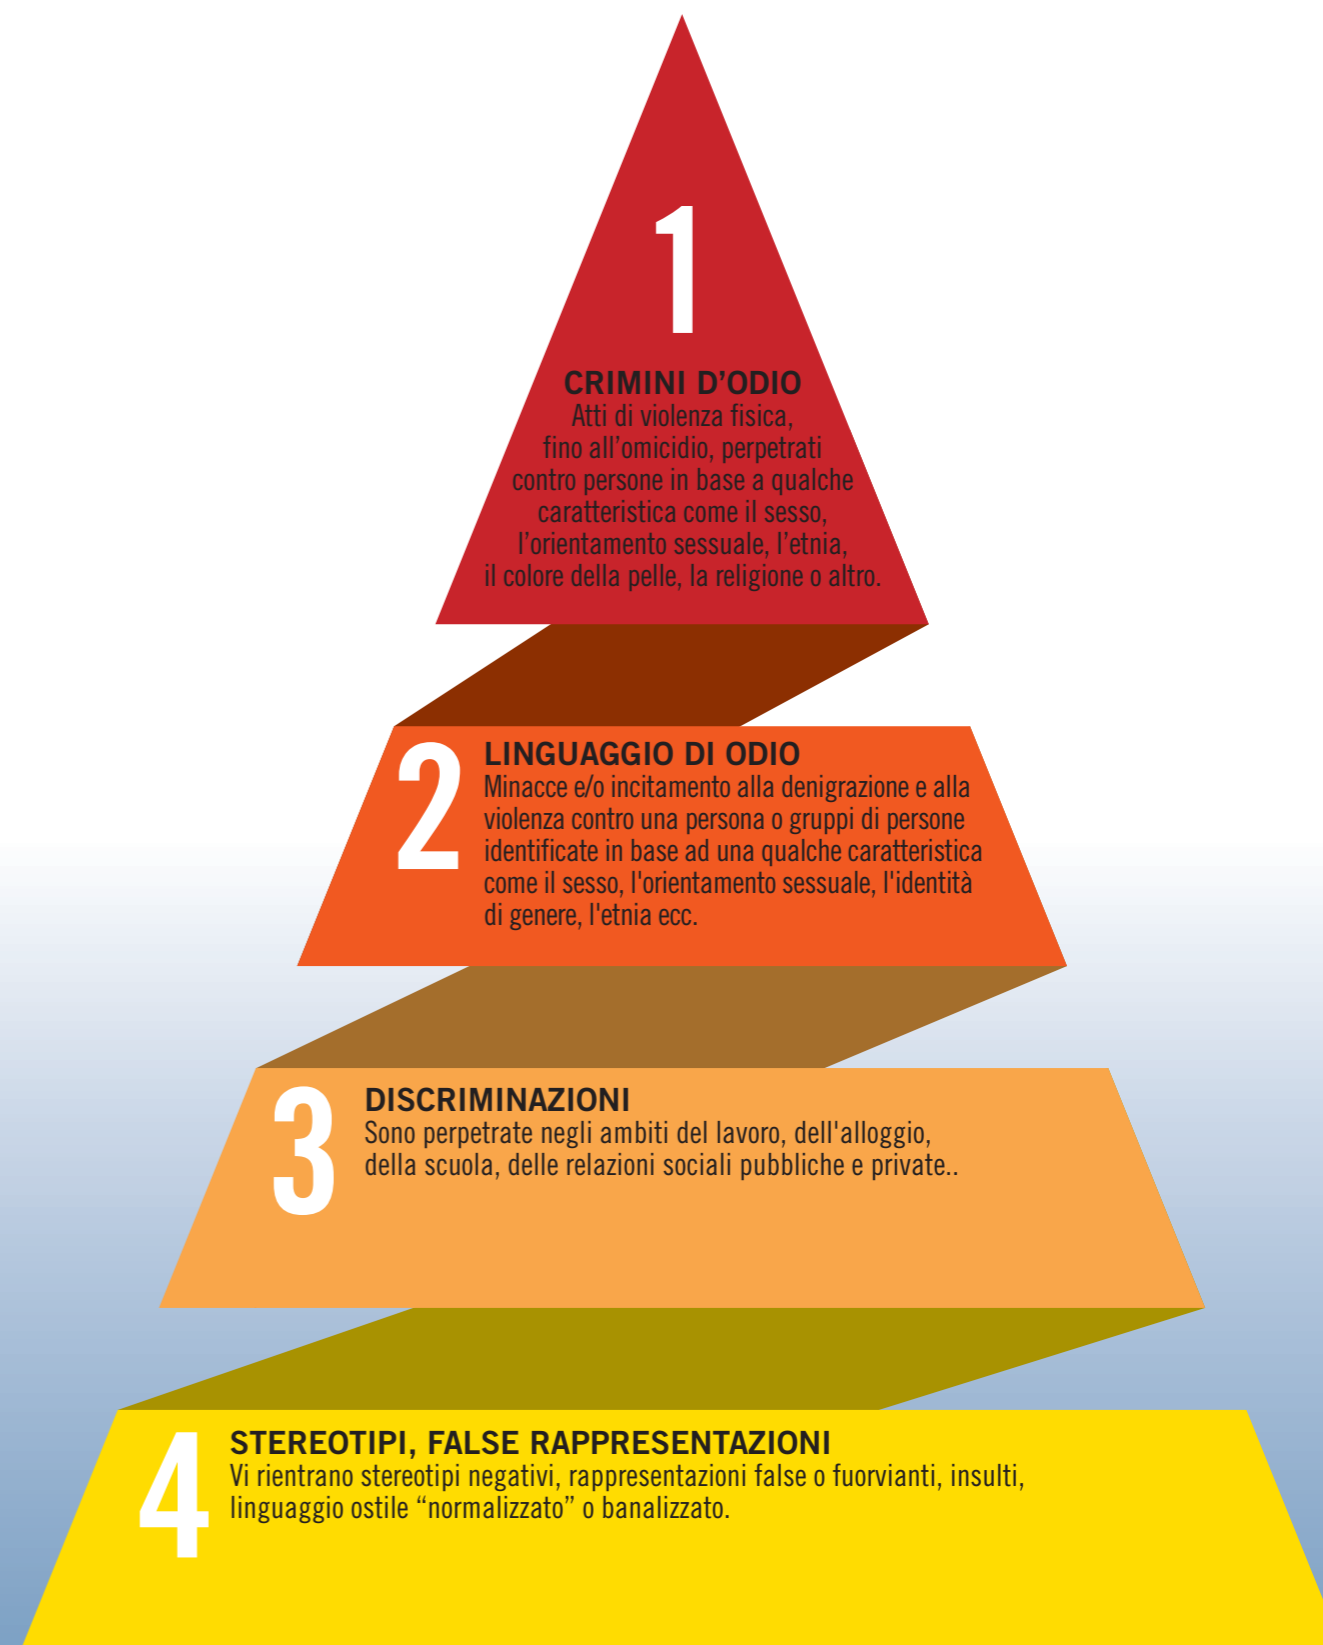 1
CRIMINI D’ODIO
Atti di violenza fisica,
fino all’omicidio, perpetrati
contro persone in base a qualche
caratteristica come il sesso,
l’orientamento sessuale, l’etnia,
il colore della pelle, la religione o altro.
2
LINGUAGGIO DI ODIO
Minacce e/o incitamento alla denigrazione e alla
violenza contro una persona o gruppi di persone
identificate in base ad una qualche caratteristica
come il sesso, l'orientamento sessuale, l'identità
di genere, l'etnia ecc.
3
DISCRIMINAZIONI
Sono perpetrate negli ambiti del lavoro, dell'alloggio,
della scuola, delle relazioni sociali pubbliche e private..
4
STEREOTIPI, FALSE RAPPRESENTAZIONI
Vi rientrano stereotipi negativi, rappresentazioni false o fuorvianti, insulti,
linguaggio ostile “normalizzato” o banalizzato.